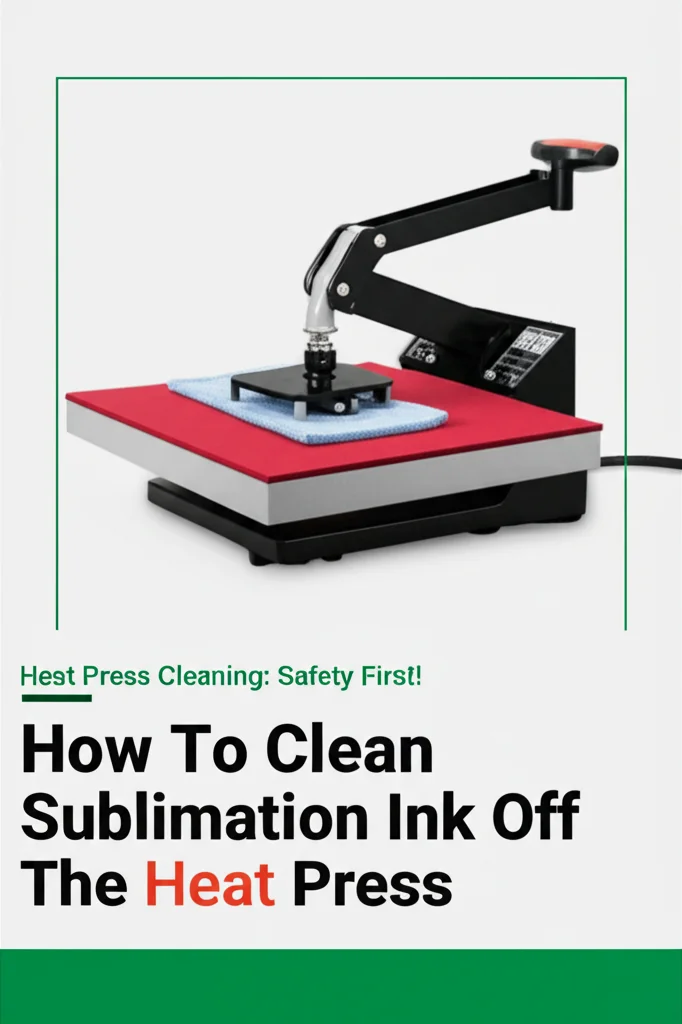 Hest Press Cleaning: Safety First!
How To Clean
Sublimation Ink Off
The Heat Press